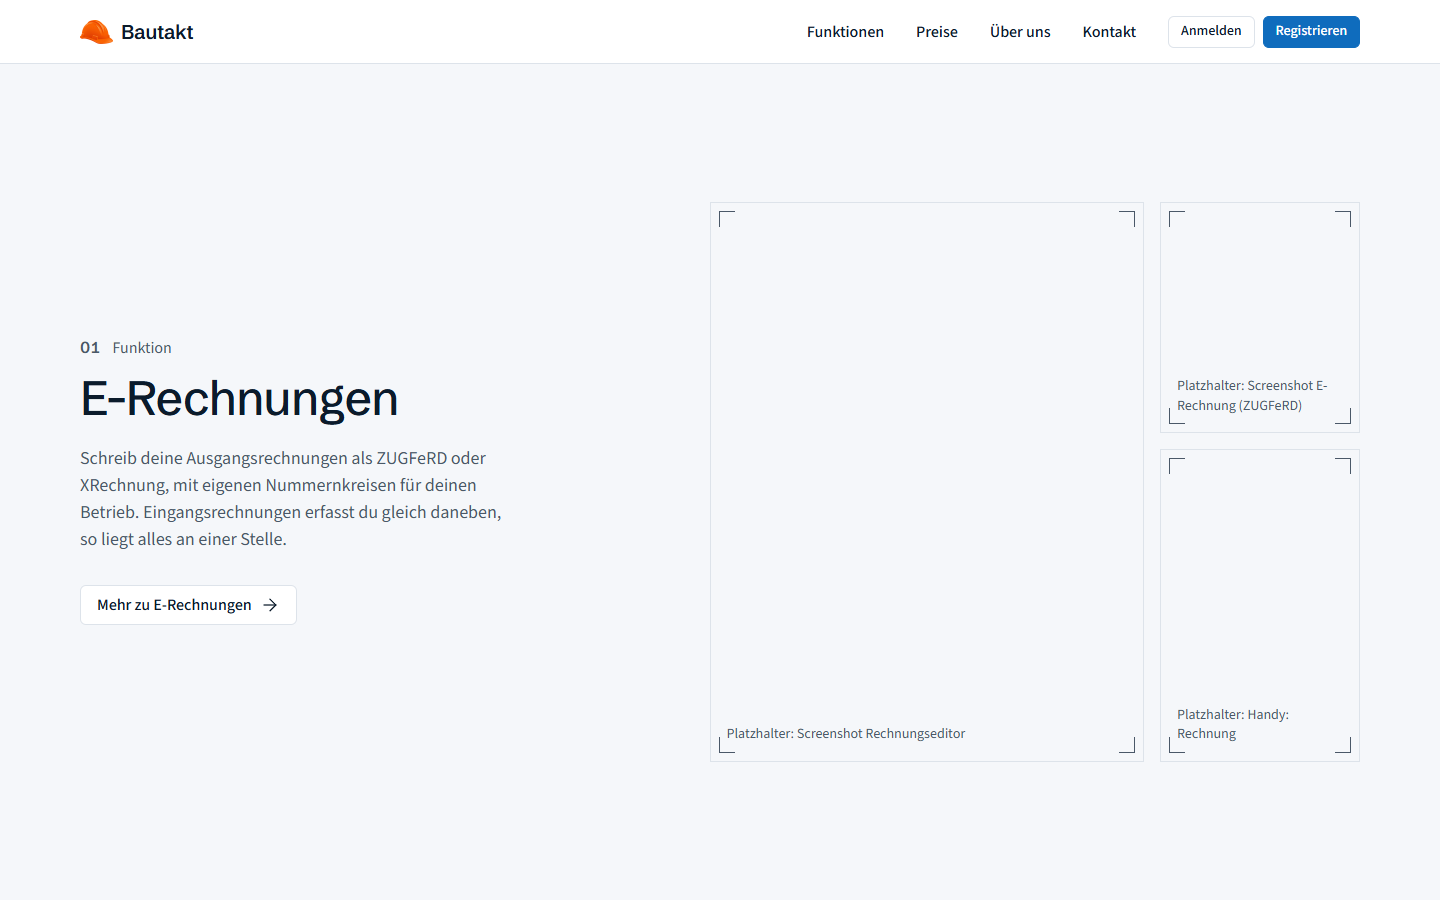 Bautakt
Funktionen
Preise
Über uns
Kontakt
Anmelden
Registrieren
01 Funktion
E-Rechnungen
Schreib deine Ausgangsrechnungen als ZUGFeRD oder
XRechnung, mit eigenen Nummernkreisen für deinen
Betrieb. Eingangsrechnungen erfasst du gleich daneben,
so liegt alles an einer Stelle.
Mehr zu E-Rechnungen
Platzhalter: Screenshot Rechnungseditor
Platzhalter: Screenshot E-
Rechnung (ZUGFeRD)
Platzhalter: Handy:
Rechnung